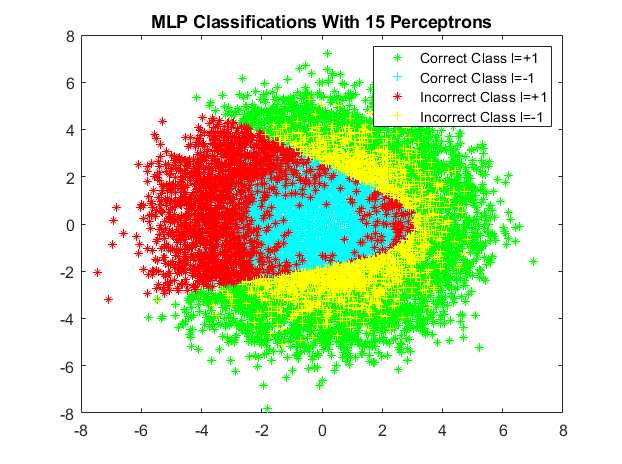 MLP Classifications With 15 Perceptrons
8
6
4
2
0
-2
-4
-6
-8
-8 -6 -4 -2 0 2 4 6 8
Correct Class l=+1
Correct Class l=-1
Incorrect Class l=+1
Incorrect Class l=-1